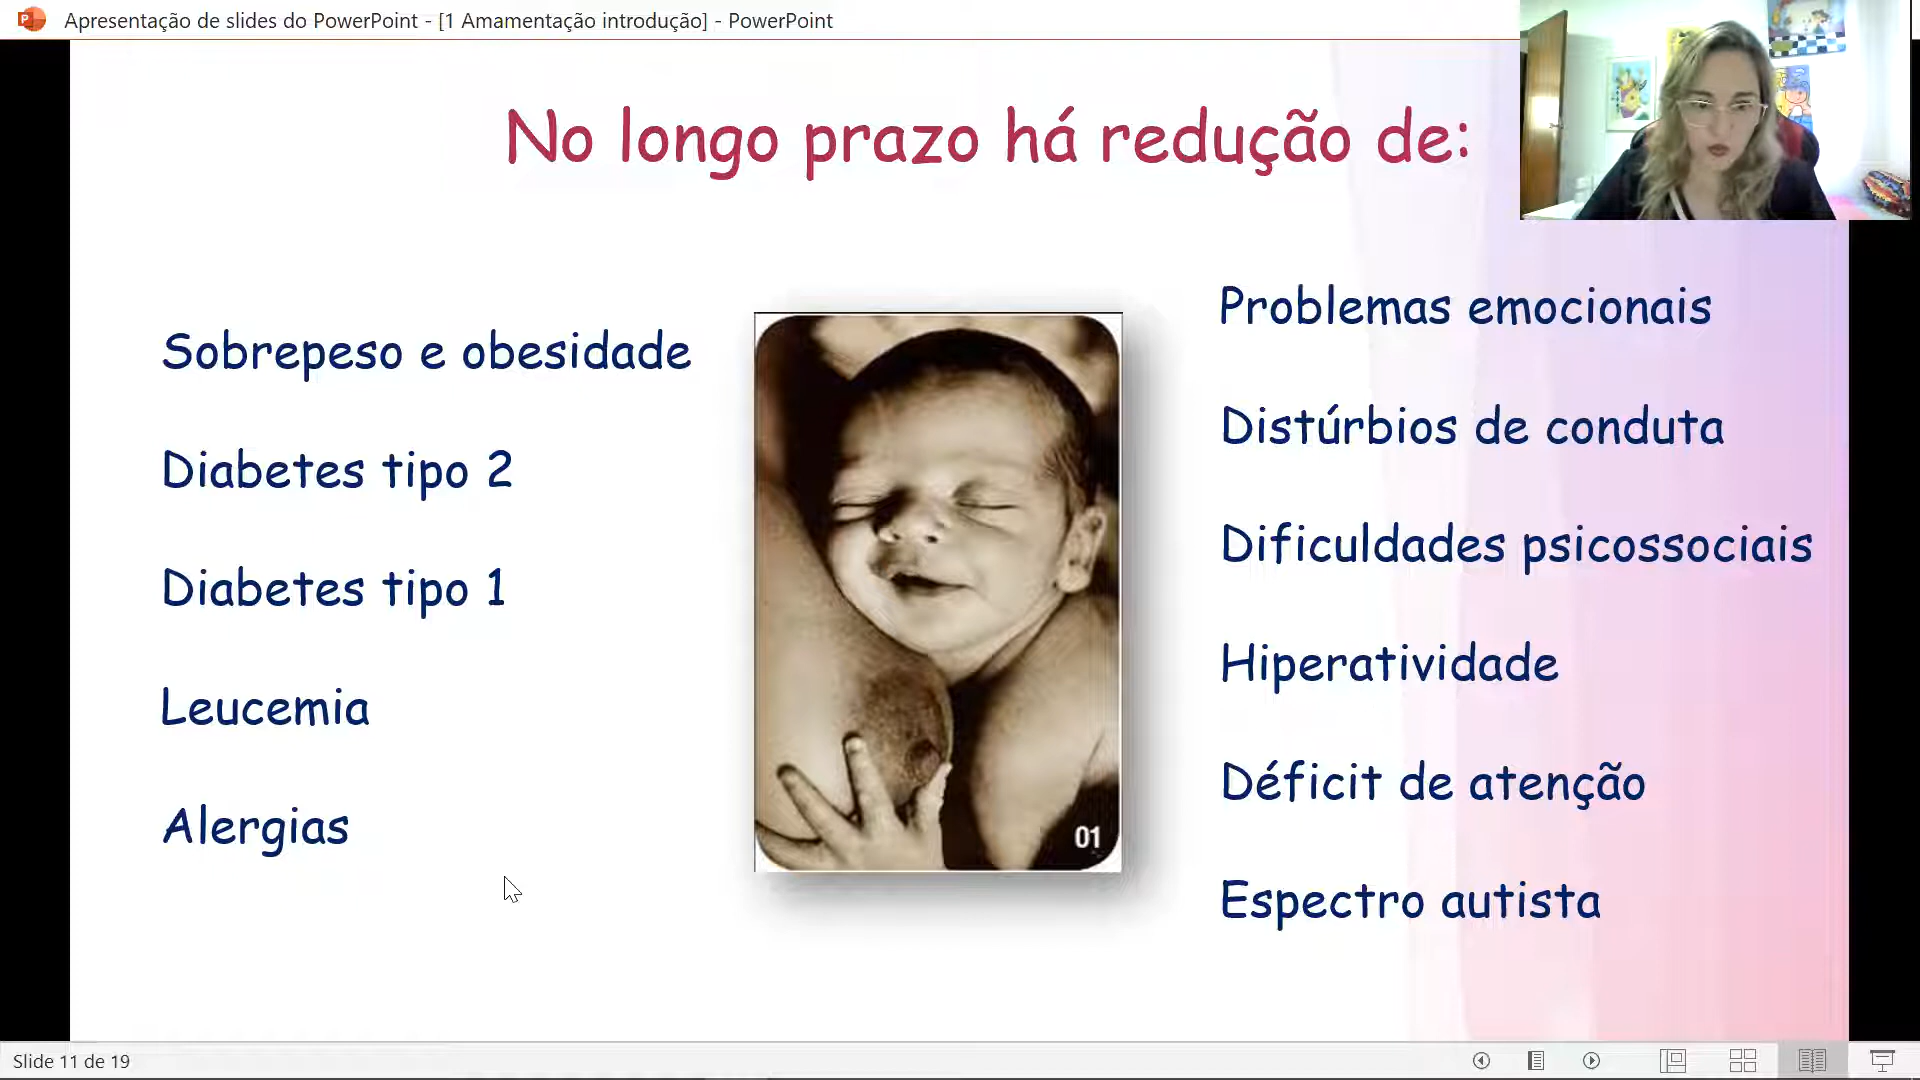 Apresentação de slides do PowerPoint - [1 Amamentação introdução] - PowerPoint
No longo prazo há redução de:
Sobrepeso e obesidade
Diabetes tipo 2
Diabetes tipo 1
Leucemia
Alergias
01
Problemas emocionais
Distúrbios de conduta
Dificuldades psicossociais
Hiperatividade
Déficit de atenção
Espectro autista
Slide 11 de 19